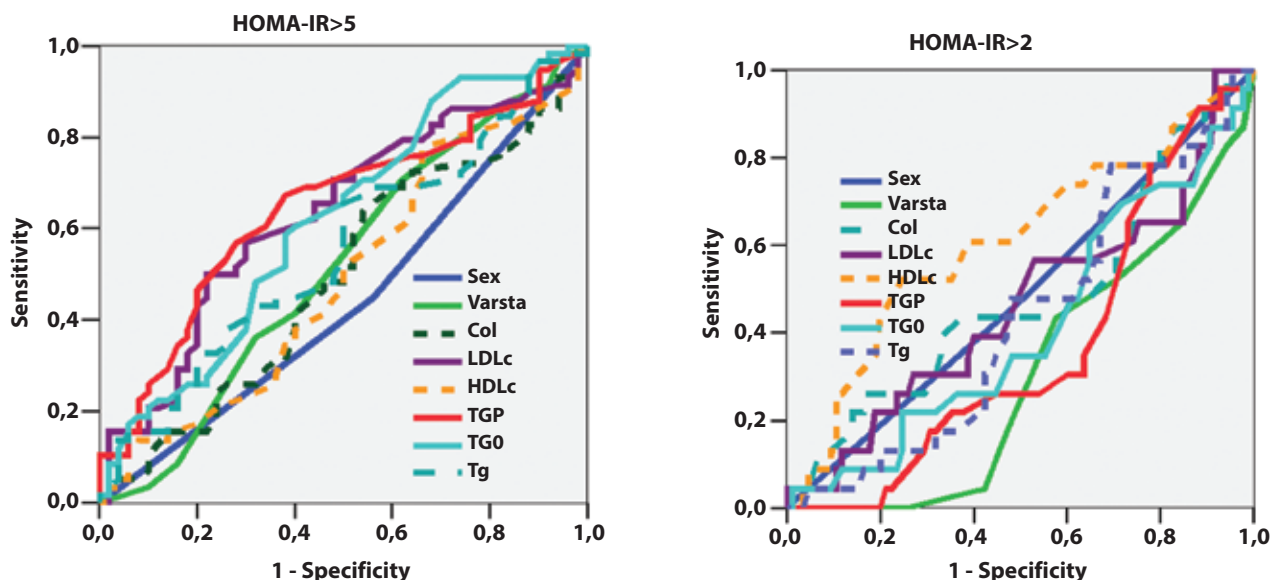 HOMA-IR>5
1,0
0,8
0,6
0,4
0,2
0,0
Sensitivity
0,0 0,2 0,4 0,6 0,8 1,0
1 - Specificity
Sex
Varsta
Col
LDLc
HDLc
TGP
TG0
Tg
HOMA-IR>2
1,0
0,8
0,6
0,4
0,2
0,0
Sensitivity
0,0 0,2 0,4 0,6 0,8 1,0
1 - Specificity
Sex
Varsta
Col
LDLc
HDLc
TGP
TG0
Tg